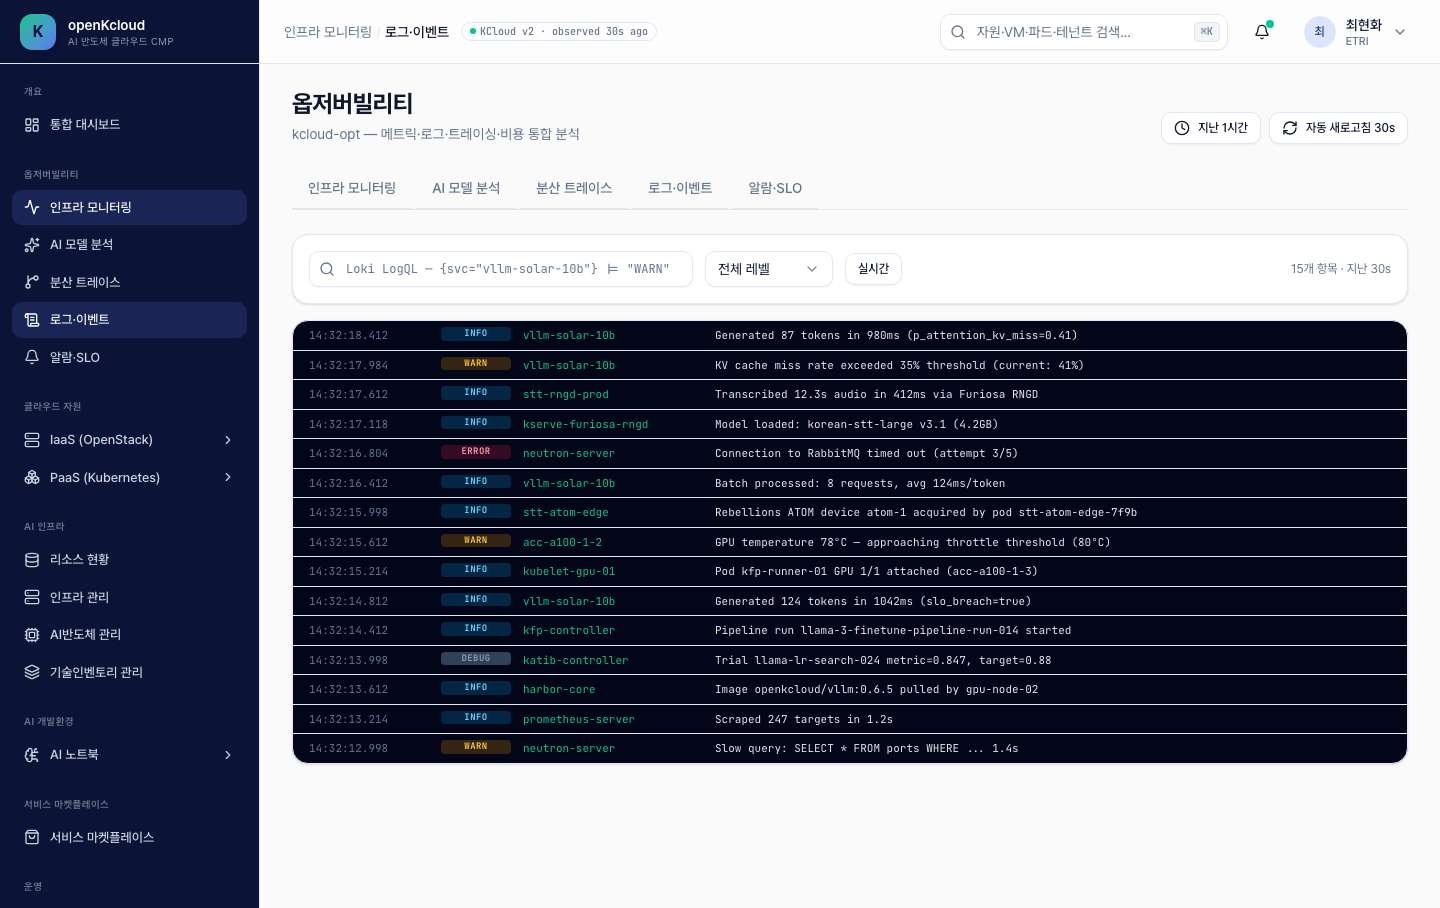 K
openKcloud
AI 반도체 클라우드 CMP
개요
통합 대시보드
옵저버빌리티
인프라 모니터링
AI 모델 분석
분산 트레이스
로그·이벤트
알람·SLO
클라우드 자원
IaaS (OpenStack)
PaaS (Kubernetes)
AI 인프라
리소스 현황
인프라 관리
AI반도체 관리
기술인벤토리 관리
AI 개발환경
AI 노트북
서비스 마켓플레이스
서비스 마켓플레이스
운영
인프라 모니터링 / 로그·이벤트 KCloud v2 · observed 30s ago
자원·VM·파드·테넌트 검색... ⌘K
최 최현화
ETRI
옵저버빌리티
kcloud-opt — 메트릭·로그·트레이싱·비용 통합 분석
지난 1시간 자동 새로고침 30s
인프라 모니터링 AI 모델 분석 분산 트레이스 로그·이벤트 알람·SLO
Loki LogQL — {svc="vllm-solar-10b"} |= "WARN" 전체 레벨 실시간 15개 항목 · 지난 30s
14:32:18.412 INFO vllm-solar-10b Generated 87 tokens in 980ms (p_attention_kv_miss=0.41)
14:32:17.984 WARN vllm-solar-10b KV cache miss rate exceeded 35% threshold (current: 41%)
14:32:17.612 INFO stt-rngd-prod Transcribed 12.3s audio in 412ms via Furiosa RNGD
14:32:17.118 INFO kserve-furiosa-rngd Model loaded: korean-stt-large v3.1 (4.2GB)
14:32:16.804 ERROR neutron-server Connection to RabbitMQ timed out (attempt 3/5)
14:32:16.412 INFO vllm-solar-10b Batch processed: 8 requests, avg 124ms/token
14:32:15.998 INFO stt-atom-edge Rebellions ATOM device atom-1 acquired by pod stt-atom-edge-7f9b
14:32:15.612 WARN acc-a100-1-2 GPU temperature 78°C — approaching throttle threshold (80°C)
14:32:15.214 INFO kubelet-gpu-01 Pod kfp-runner-01 GPU 1/1 attached (acc-a100-1-3)
14:32:14.812 INFO vllm-solar-10b Generated 124 tokens in 1042ms (slo_breach=true)
14:32:14.412 INFO kfp-controller Pipeline run llama-3-finetune-pipeline-run-014 started
14:32:13.998 DEBUG katib-controller Trial llama-lr-search-024 metric=0.847, target=0.88
14:32:13.612 INFO harbor-core Image openkcloud/vllm:0.6.5 pulled by gpu-node-02
14:32:13.214 INFO prometheus-server Scraped 247 targets in 1.2s
14:32:12.998 WARN neutron-server Slow query: SELECT * FROM ports WHERE ... 1.4s